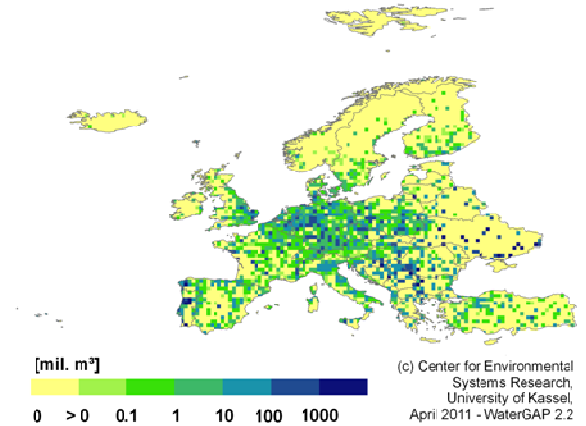 [mil. m³]
0 > 0 0.1 1 10 100 1000
(c) Center for Environmental
Systems Research,
University of Kassel,
April 2011 - WaterGAP 2.2